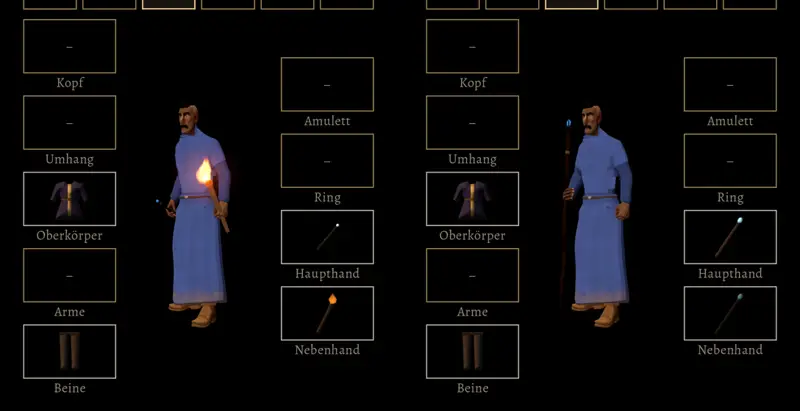 Kopf
Amulett
Umhang
Ring
Oberkörper
Haupthand
Arme
Nebenhand
Beine
Kopf
Amulett
Umhang
Ring
Oberkörper
Haupthand
Arme
Nebenhand
Beine